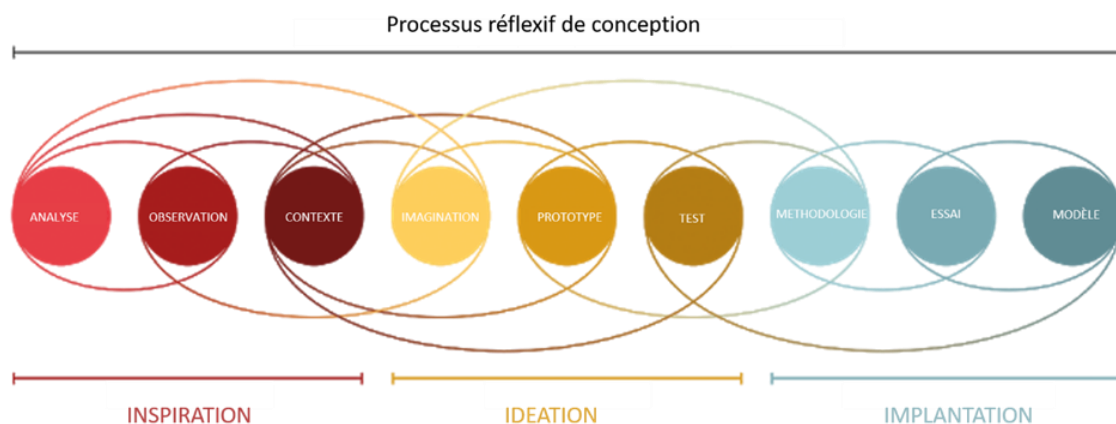 Processus réflexif de conception
ANALYSE
OBSERVATION
CONTEXTE
IMAGINATION
PROTOTYPE
TEST
METHODOLOGIE
ESSAI
MODÈLE
INSPIRATION
IDEATION
IMPLANTATION